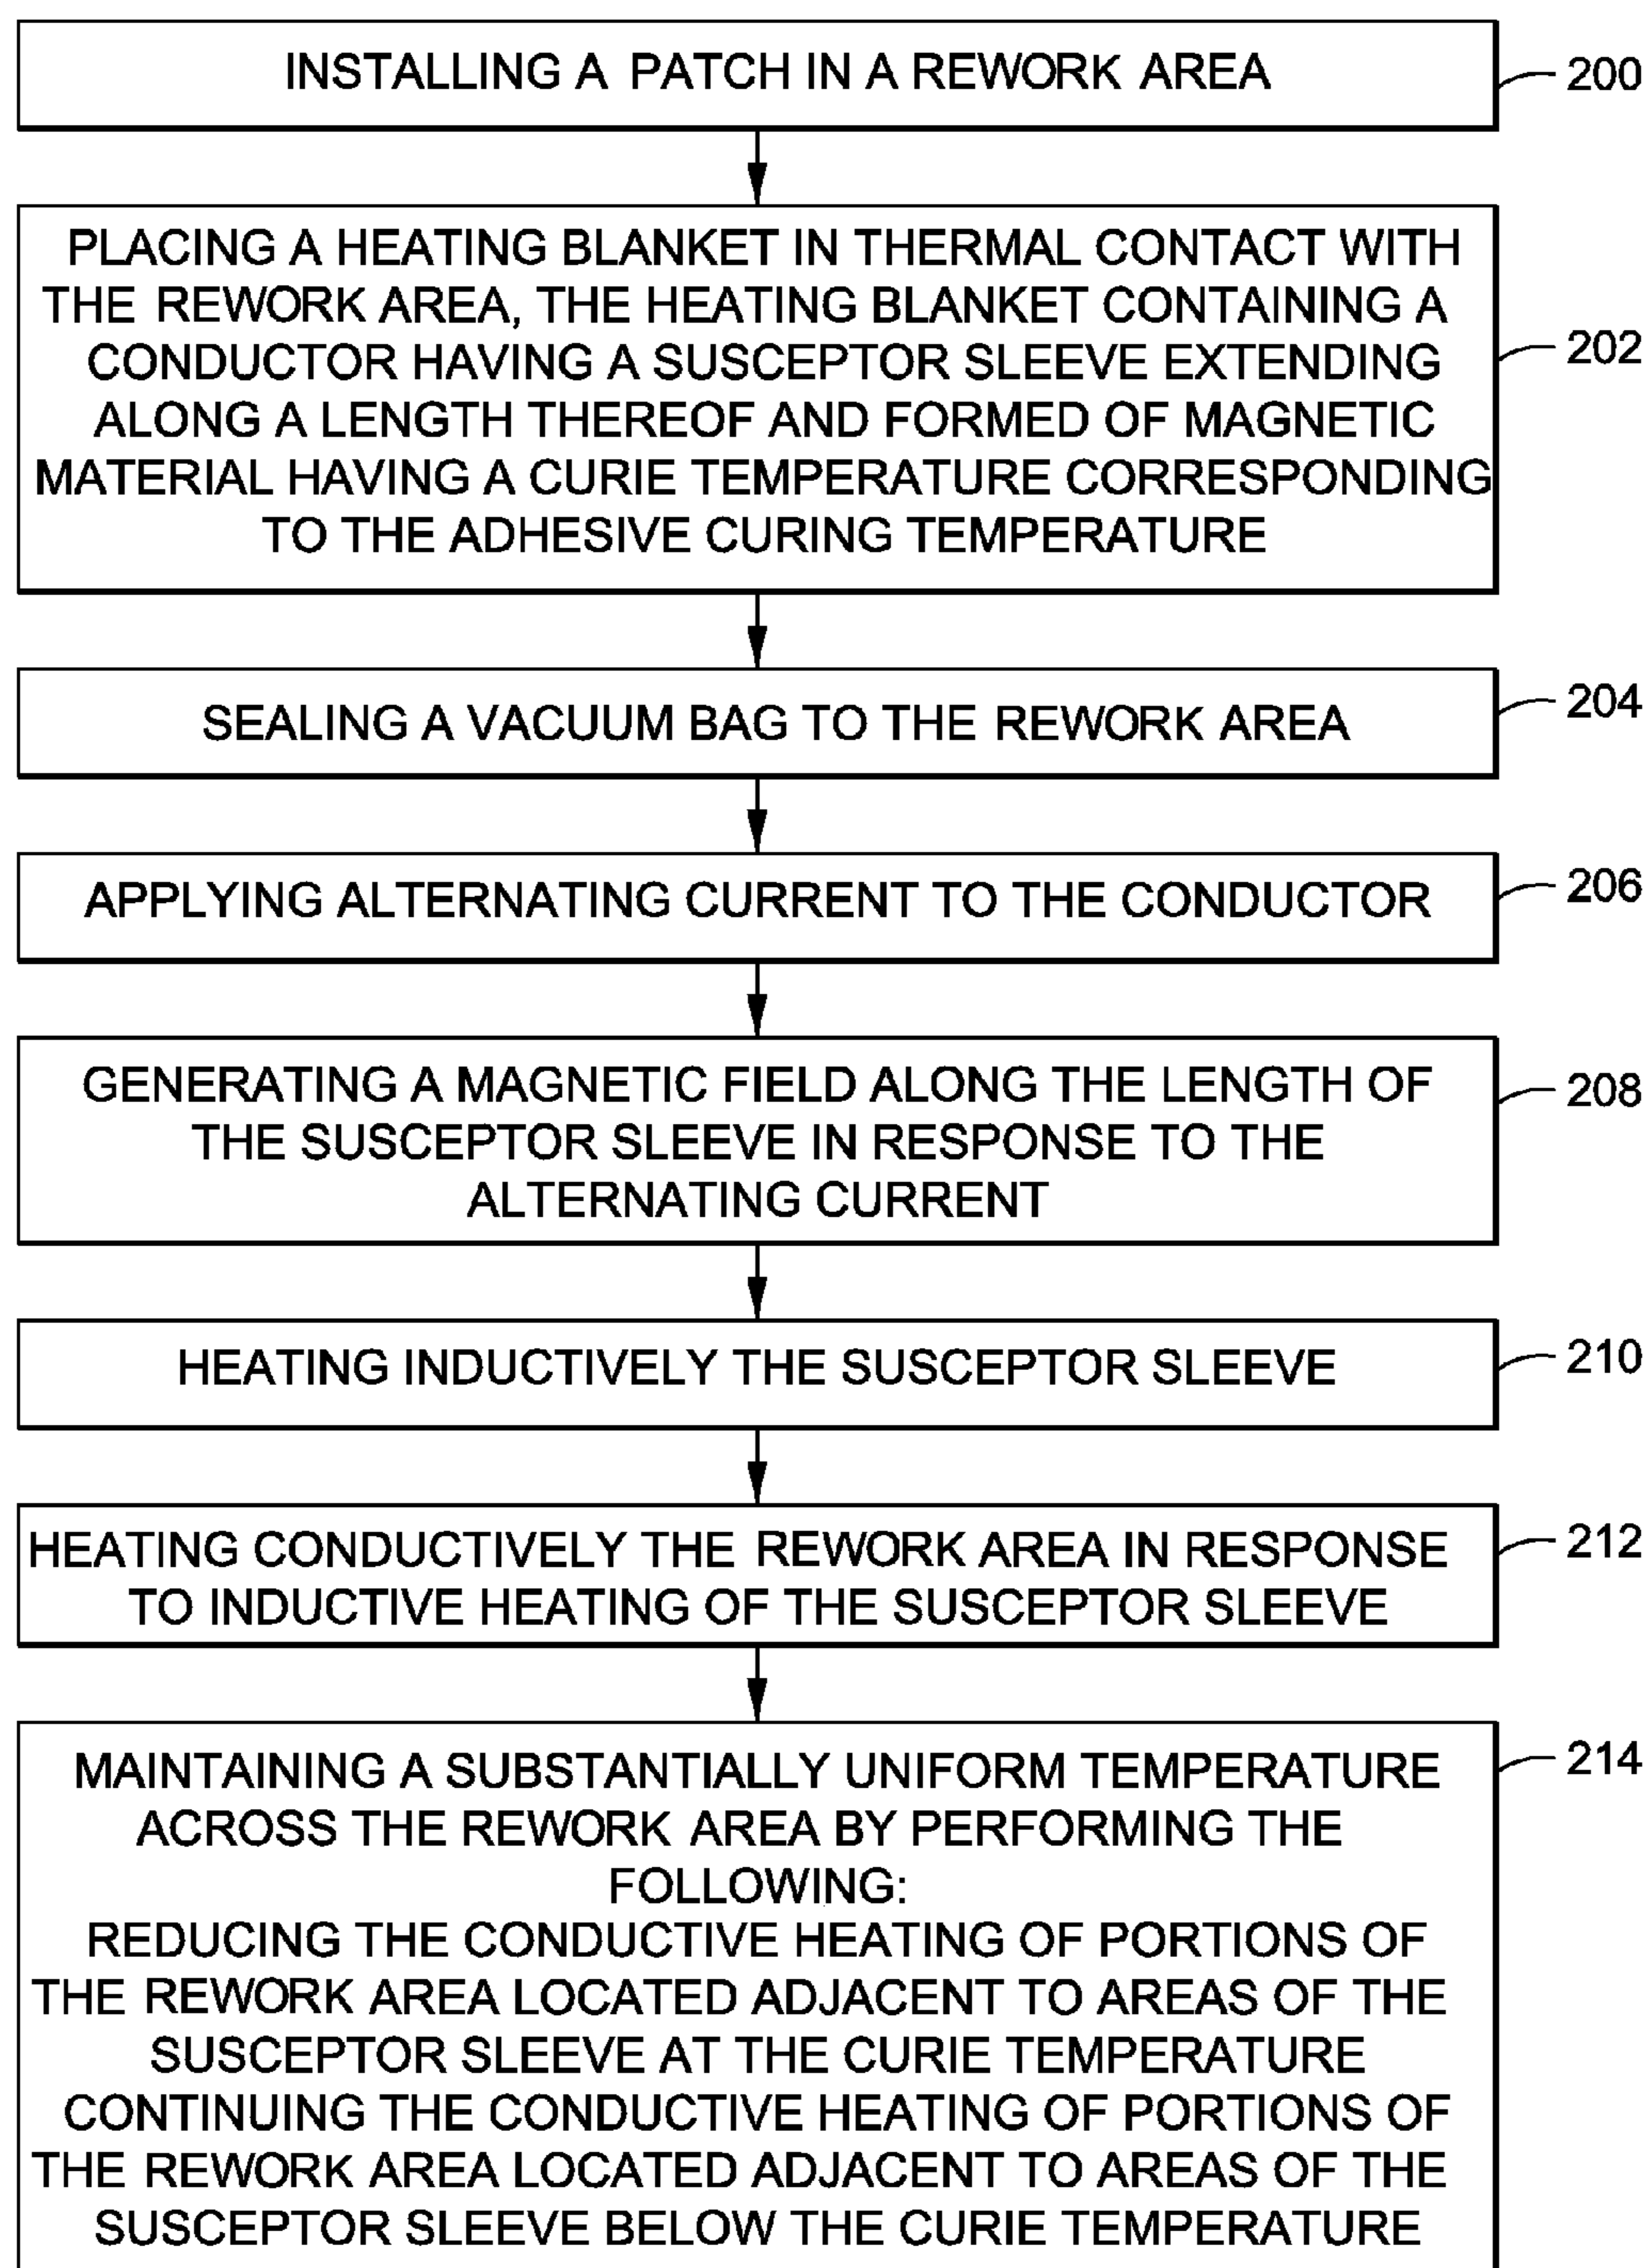 INSTALLING A PATCH IN A REWORK AREA
200
PLACING A HEATING BLANKET IN THERMAL CONTACT WITH
THE REWORK AREA, THE HEATING BLANKET CONTAINING A
CONDUCTOR HAVING A SUSCEPTOR SLEEVE EXTENDING
ALONG A LENGTH THEREOF AND FORMED OF MAGNETIC
MATERIAL HAVING A CURIE TEMPERATURE CORRESPONDING
TO THE ADHESIVE CURING TEMPERATURE
202
SEALING A VACUUM BAG TO THE REWORK AREA
204
APPLYING ALTERNATING CURRENT TO THE CONDUCTOR
206
GENERATING A MAGNETIC FIELD ALONG THE LENGTH OF
THE SUSCEPTOR SLEEVE IN RESPONSE TO THE
ALTERNATING CURRENT
208
HEATING INDUCTIVELY THE SUSCEPTOR SLEEVE
210
HEATING CONDUCTIVELY THE REWORK AREA IN RESPONSE
TO INDUCTIVE HEATING OF THE SUSCEPTOR SLEEVE
212
MAINTAINING A SUBSTANTIALLY UNIFORM TEMPERATURE
ACROSS THE REWORK AREA BY PERFORMING THE
FOLLOWING:
REDUCING THE CONDUCTIVE HEATING OF PORTIONS OF
THE REWORK AREA LOCATED ADJACENT TO AREAS OF THE
SUSCEPTOR SLEEVE AT THE CURIE TEMPERATURE
CONTINUING THE CONDUCTIVE HEATING OF PORTIONS OF
THE REWORK AREA LOCATED ADJACENT TO AREAS OF THE
SUSCEPTOR SLEEVE BELOW THE CURIE TEMPERATURE
214